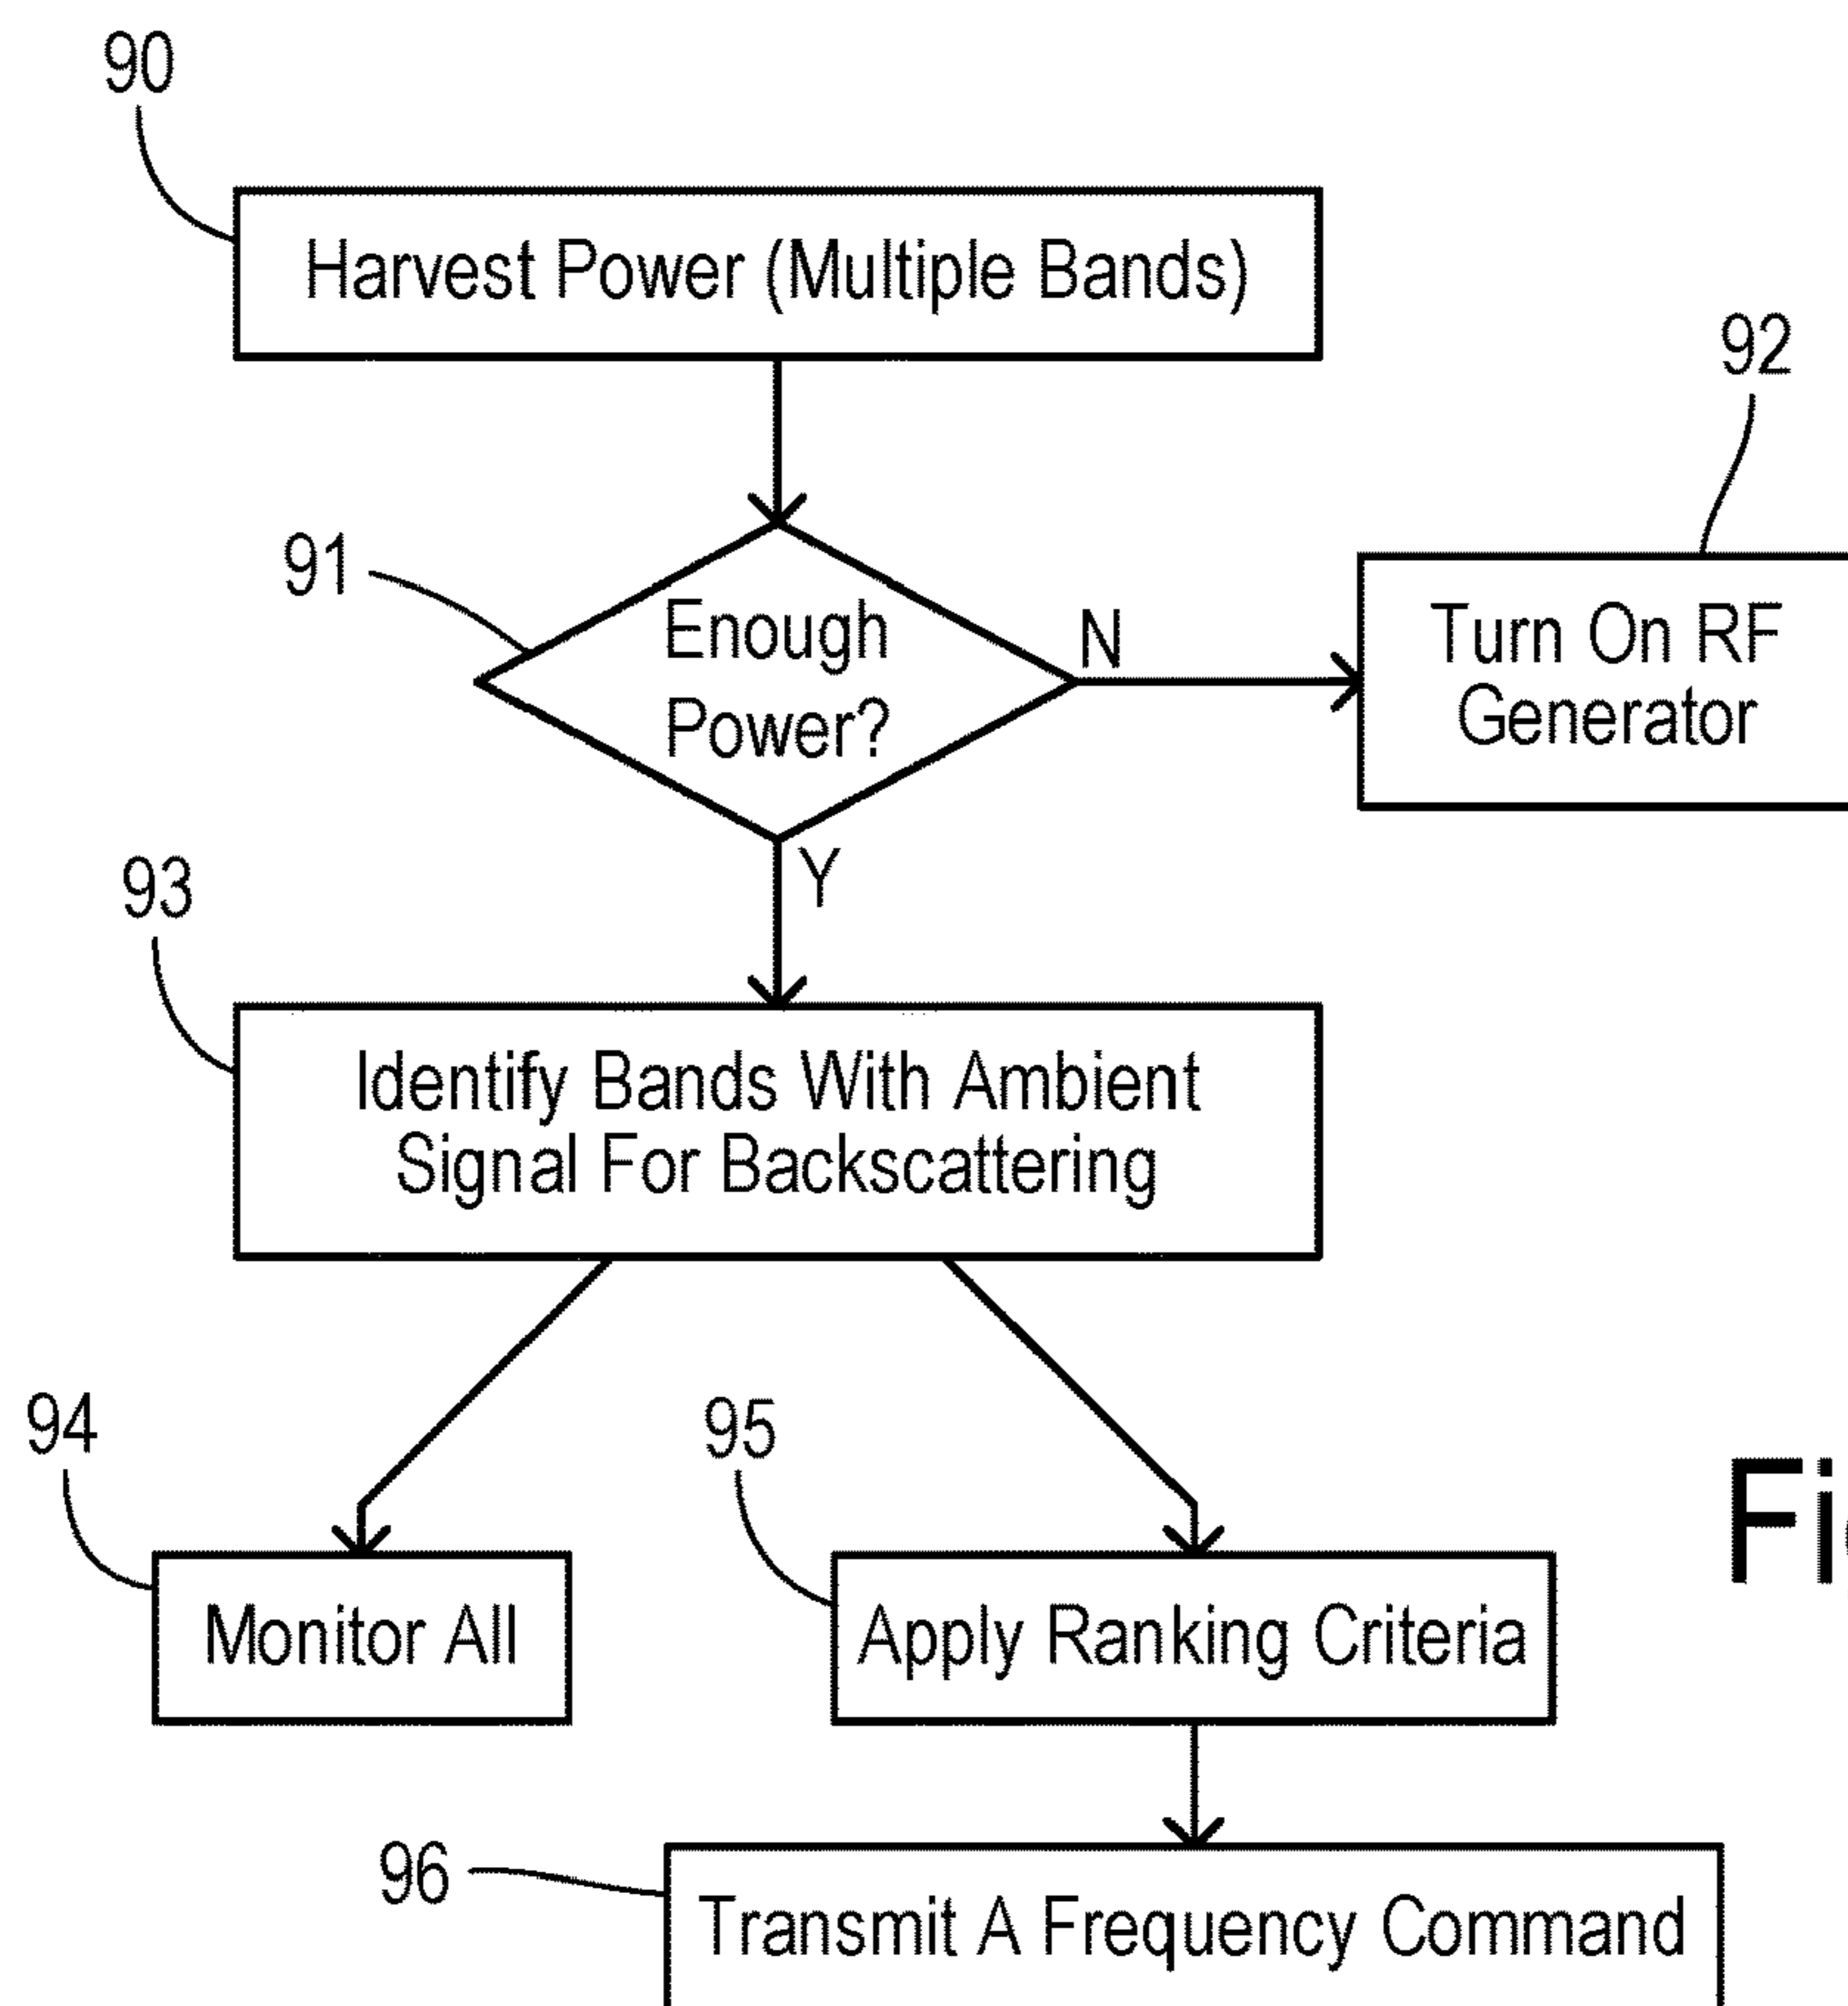 90
Harvest Power (Multiple Bands)
92
91
Enough
Power?
N
Turn On RF
Generator
Y
93
Identify Bands With Ambient
Signal For Backscattering
94
95
Monitor All
Apply Ranking Criteria
96
Transmit A Frequency Command